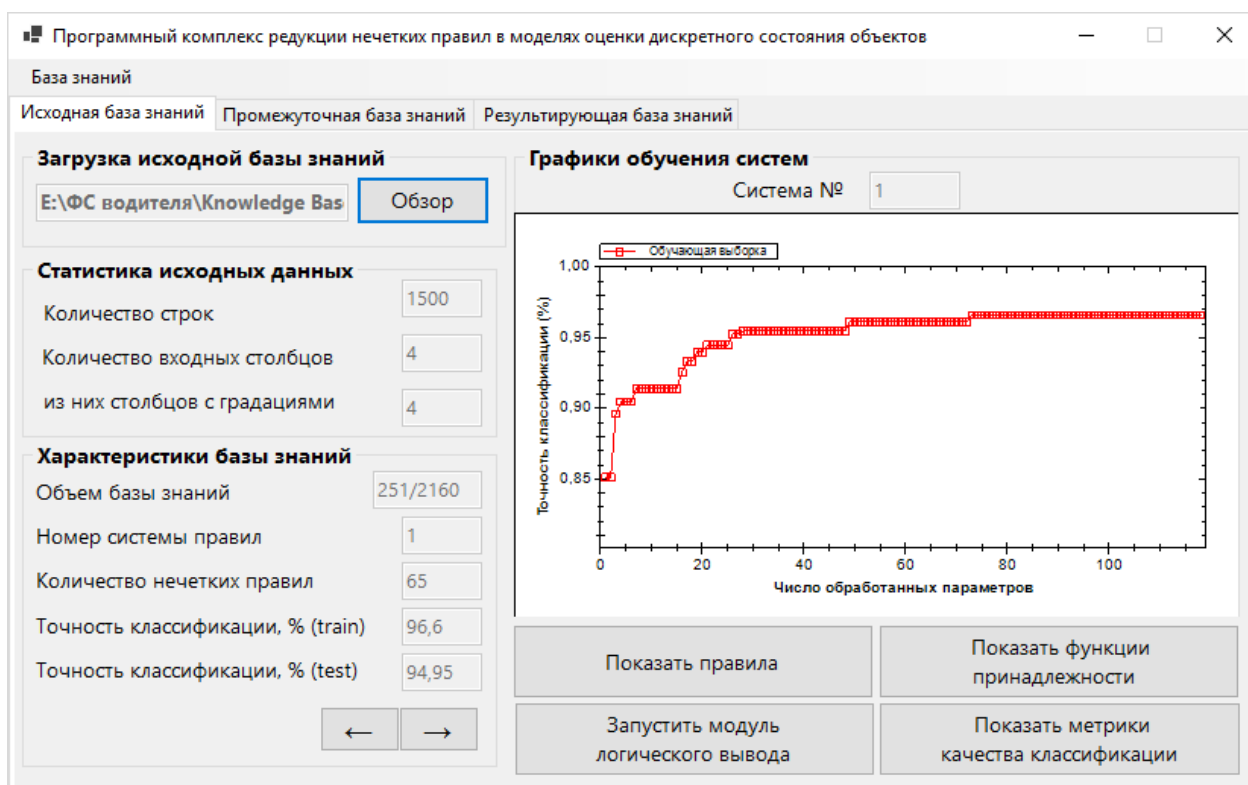 Программный комплекс редукции нечетких правил в моделях оценки дискретного состояния объектов
База знаний
Исходная база знаний
Промежуточная база знаний
Результирующая база знаний
Загрузка исходной базы знаний
E:\ФС водителя\Knowledge Bas
Обзор
Статистика исходных данных
Количество строк
1500
Количество входных столбцов
4
из них столбцов с градациями
4
Характеристики базы знаний
Объем базы знаний
251/2160
Номер системы правил
1
Количество нечетких правил
65
Точность классификации, % (train)
96,6
Точность классификации, % (test)
94,95
←
→
Графики обучения систем
Система №
1
Обучающая выборка
Точность классификации (%)
1.00
0.95
0.90
0.85
0
20
40
60
80
100
Число обработанных параметров
Показать правила
Показать функции
принадлежности
Запустить модуль
логического вывода
Показать метрики
качества классификации